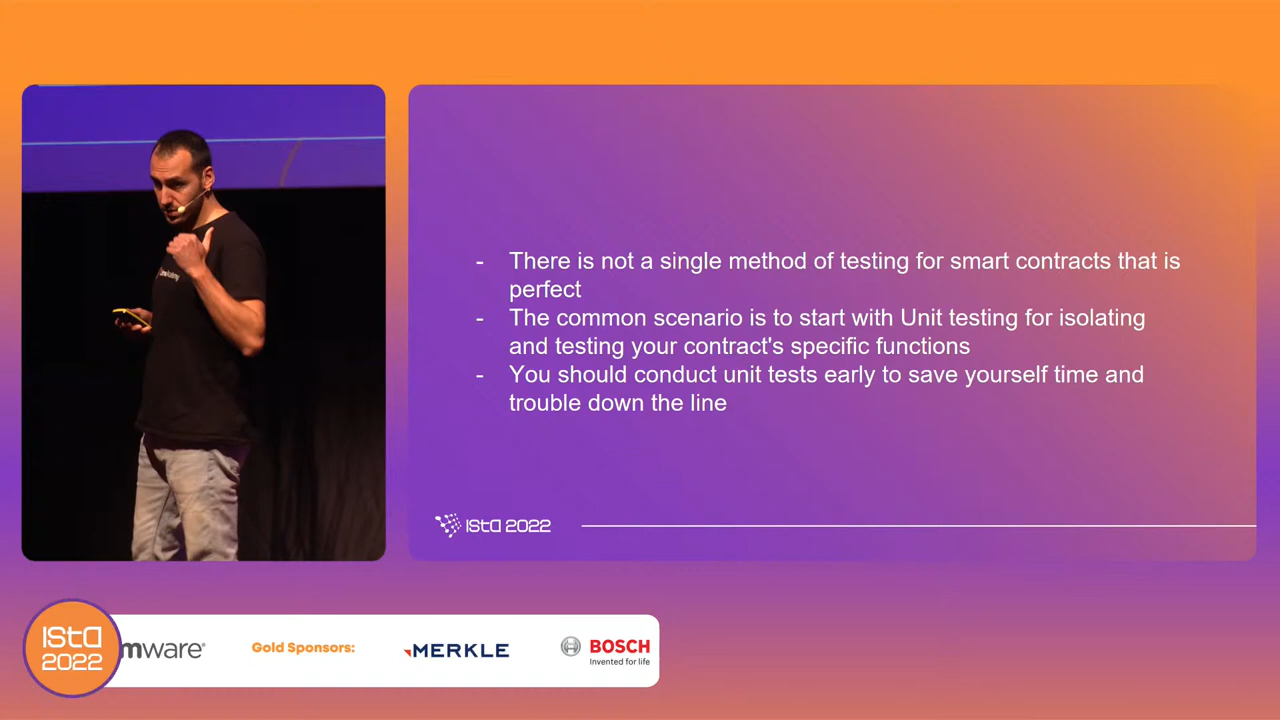 - There is not a single method of testing for smart contracts that is
perfect
- The common scenario is to start with Unit testing for isolating
and testing your contract's specific functions
- You should conduct unit tests early to save yourself time and
trouble down the line
ISta 2022
ISta
2022
mware®
Gold Sponsors:
MERKLE
BOSCH
Invented for life